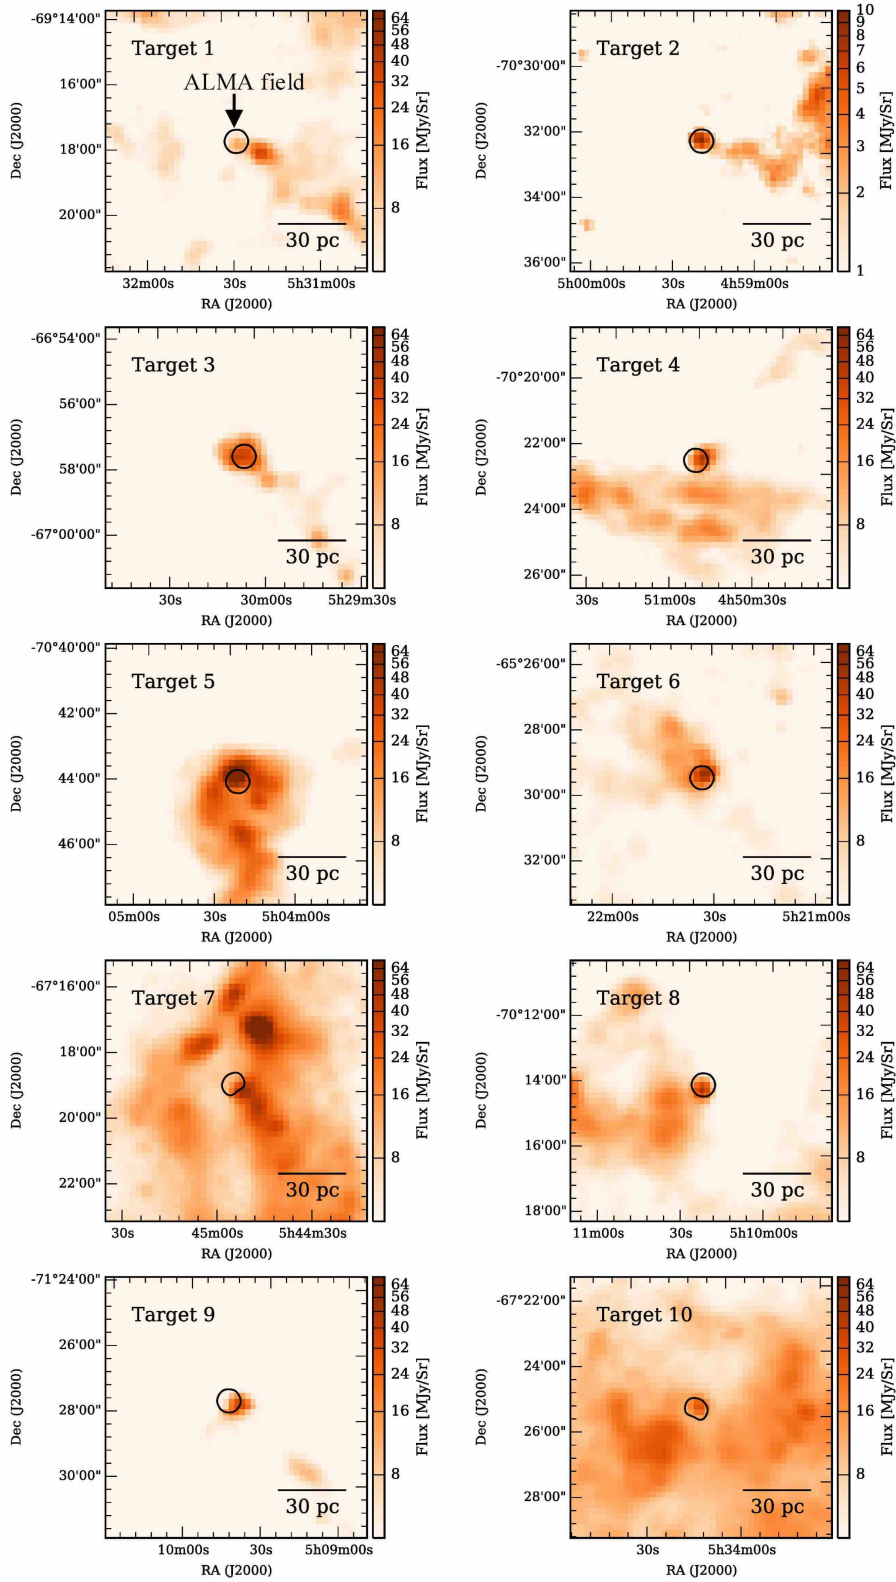 Target 1
ALMA field
30 pc
-69°14'00"
16'00"
18'00"
20'00"
Dec (J2000)
32m00s 30s 5h31m00s
RA (J2000)
64
56
48
40
32
24
16
8
Flux [MJy/Sr]
Target 2
30 pc
-70°30'00"
32'00"
34'00"
36'00"
Dec (J2000)
5h00m00s 30s 4h59m00s
RA (J2000)
10
9
8
7
6
5
4
3
2
1
Flux [MJy/Sr]
Target 3
30 pc
-66°54'00"
56'00"
58'00"
-67°00'00"
Dec (J2000)
30s 30m00s 5h29m30s
RA (J2000)
64
56
48
40
32
24
16
8
Flux [MJy/Sr]
Target 4
30 pc
-70°20'00"
22'00"
24'00"
26'00"
Dec (J2000)
30s 51m00s 4h50m30s
RA (J2000)
64
56
48
40
32
24
16
8
Flux [MJy/Sr]
Target 5
30 pc
-70°40'00"
42'00"
44'00"
46'00"
Dec (J2000)
05m00s 30s 5h04m00s
RA (J2000)
64
56
48
40
32
24
16
8
Flux [MJy/Sr]
Target 6
30 pc
-65°26'00"
28'00"
30'00"
32'00"
Dec (J2000)
22m00s 30s 5h21m00s
RA (J2000)
64
56
48
40
32
24
16
8
Flux [MJy/Sr]
Target 7
30 pc
-67°16'00"
18'00"
20'00"
22'00"
Dec (J2000)
30s 45m00s 5h44m30s
RA (J2000)
64
56
48
40
32
24
16
8
Flux [MJy/Sr]
Target 8
30 pc
-70°12'00"
14'00"
16'00"
18'00"
Dec (J2000)
11m00s 30s 5h10m00s
RA (J2000)
64
56
48
40
32
24
16
8
Flux [MJy/Sr]
Target 9
30 pc
-71°24'00"
26'00"
28'00"
30'00"
Dec (J2000)
10m00s 30s 5h09m00s
RA (J2000)
64
56
48
40
32
24
16
8
Flux [MJy/Sr]
Target 10
30 pc
-67°22'00"
24'00"
26'00"
28'00"
Dec (J2000)
30s 5h34m00s
RA (J2000)
64
56
48
40
32
24
16
8
Flux [MJy/Sr]